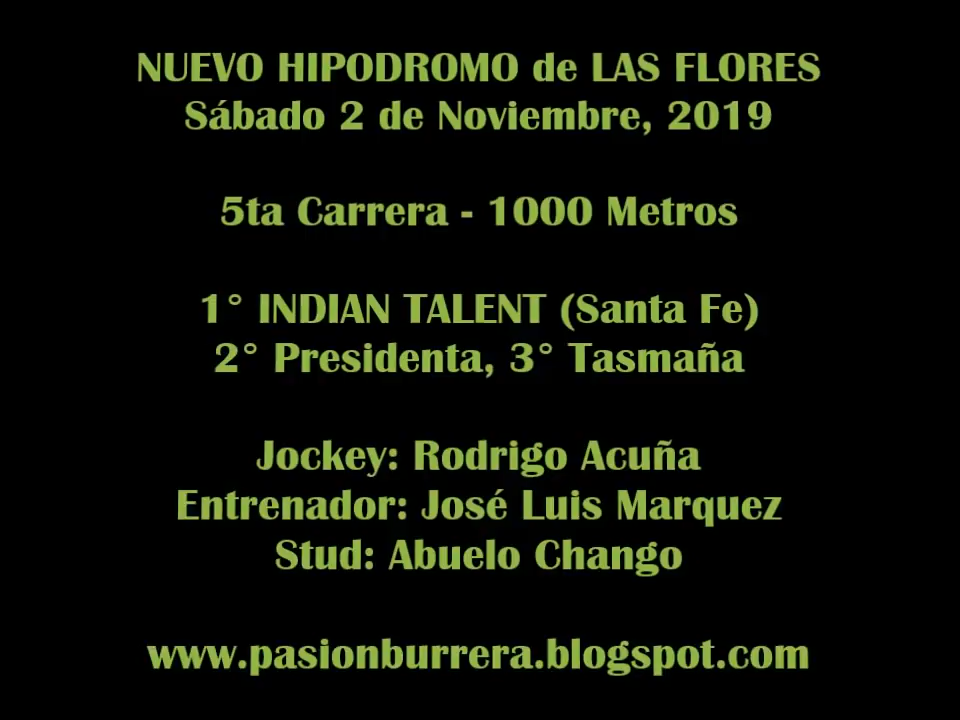 NUEVO HIPODROMO de LAS FLORES
Sábado 2 de Noviembre, 2019
5ta Carrera - 1000 Metros
1° INDIAN TALENT (Santa Fe)
2° Presidenta, 3° Tasmaña
Jockey: Rodrigo Acuña
Entrenador: José Luis Marquez
Stud: Abuelo Chango
www.pasionburrera.blogspot.com